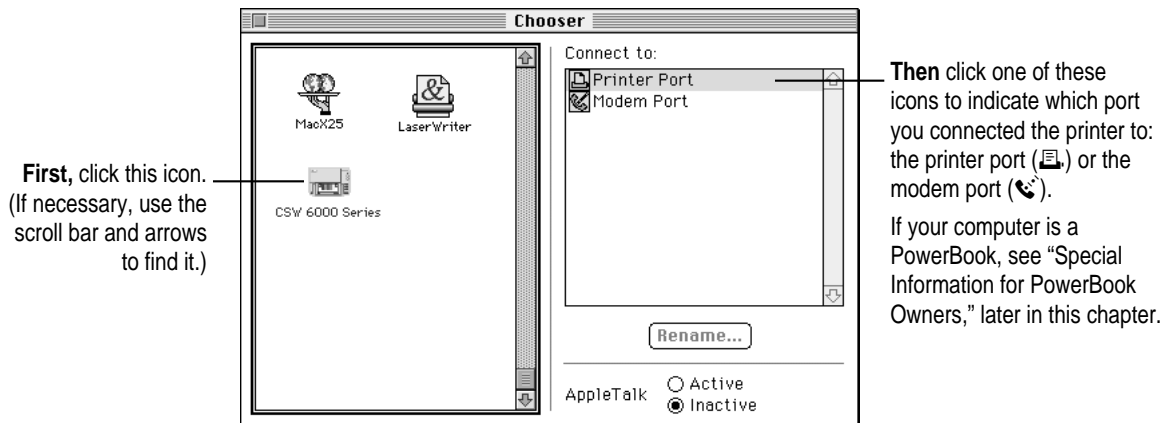 Chooser
First, click this icon.
(If necessary, use the
scroll bar and arrows
to find it.)
MacX25
LaserWriter
CSW 6000 Series
Connect to:
Printer Port
Modem Port
Rename...
AppleTalk
Active
Inactive
Then click one of these
icons to indicate which port
you connected the printer to:
the printer port ( ) or the
modem port ( ).
If your computer is a
PowerBook, see “Special
Information for PowerBook
Owners,” later in this chapter.